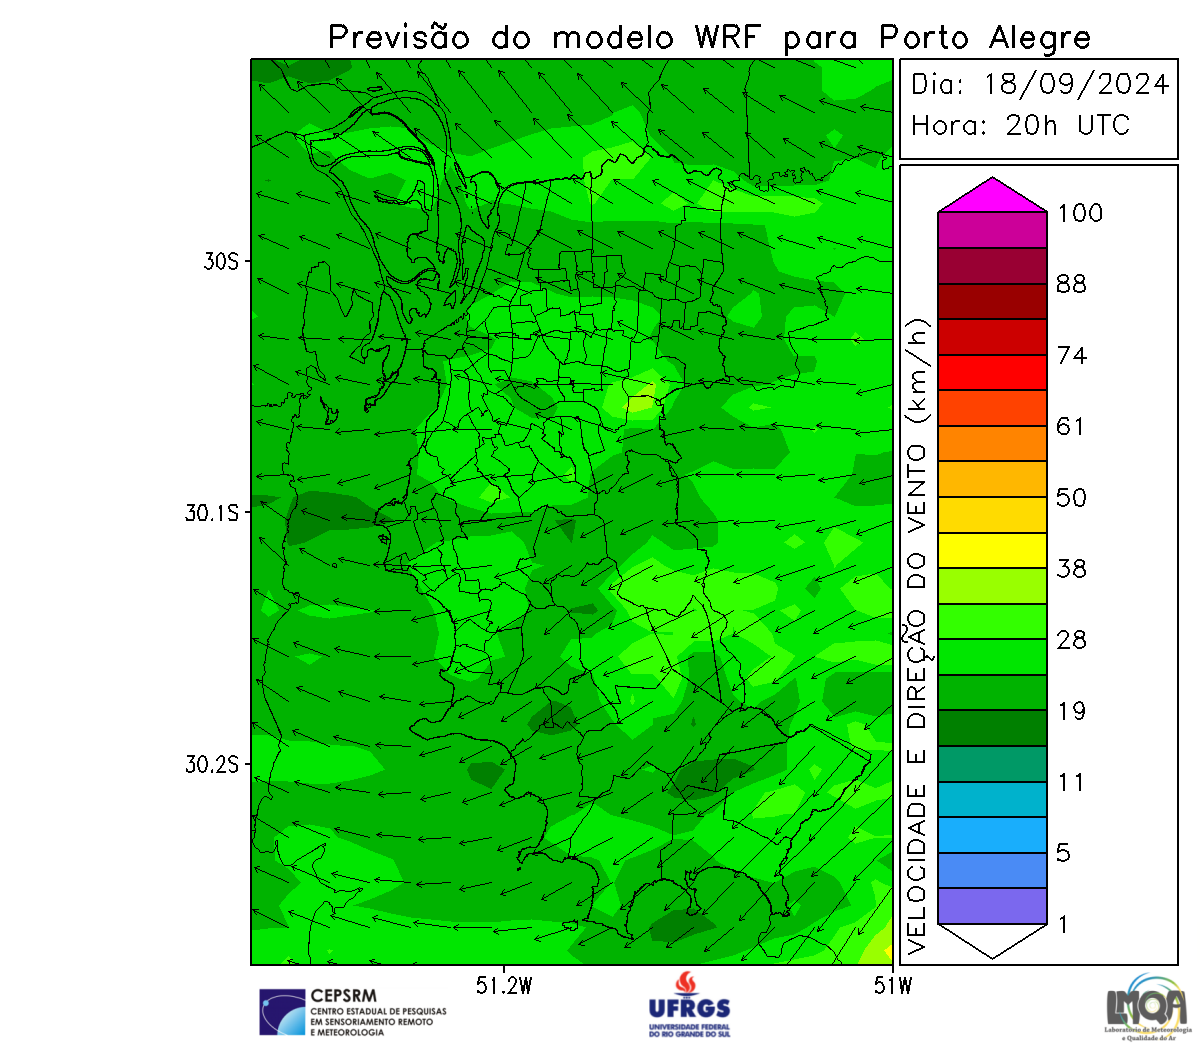 Previsão do modelo WRF para Porto Alegre
Dia: 18/09/2024
Hora: 20h UTC
30S
30.1S
30.2S
51.2W
51W
VELOCIDADE E DIREÇÃO DO VENTO (km/h)
100
88
74
61
50
38
28
19
11
5
1
CEPSRM
CENTRO ESTADUAL DE PESQUISAS
EM SENSORIAMENTO REMOTO
E METEOROLOGIA
UFRGS
UNIVERSIDADE FEDERAL
DO RIO GRANDE DO SUL
LMQA
Laboratório de Meteorologia
e Qualidade do Ar